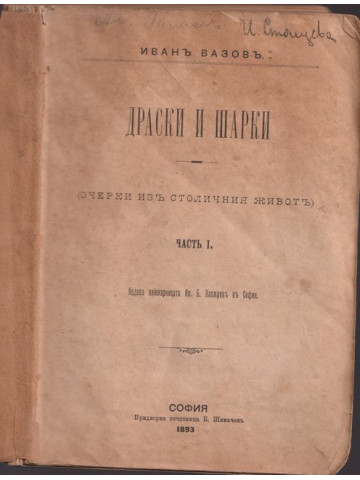 И. Стоицева
ИВАНЪ ВАЗОВЪ.
ДРАСКИ И ШАРКИ
(ОЧЕРКИ ИЗЪ СТОЛИЧНИЯ ЖИВОТЪ)
ЧАСТЬ I.
Издава книжарницата Ив. Б. Касъровъ въ София.
СОФИЯ
Придворна печатница Б. Шимачекъ
1893